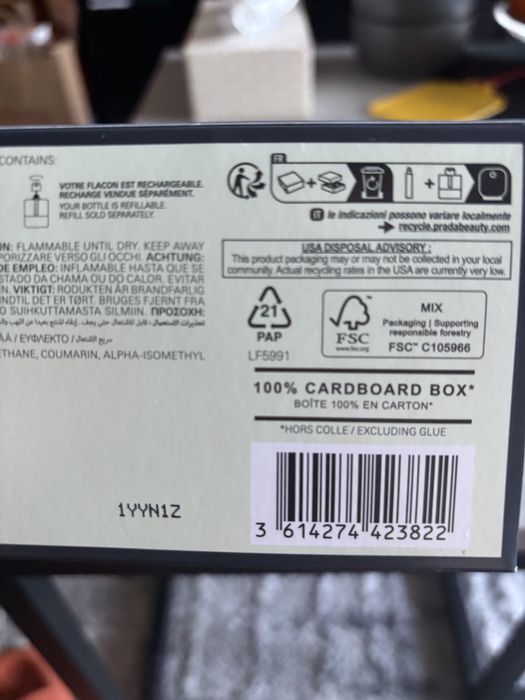 CONTAINS:
VOTRE FLACON EST RECHARGEABLE.
RECHARGE VENDUE SÉPARÉMENT.
YOUR BOTTLE IS REFILLABLE.
REFILL SOLD SEPARATELY.
FR
IT le indicazioni possono variare localmente
recycle.pradabeauty.com
FLAMMABLE UNTIL DRY. KEEP AWAY
VERSO GLI OCCHI. ACHTUNG:
DE EMPLEO: INFLAMABLE HASTA QUE SE
DA CHAMA OU DO CALOR. EVITAR
VIKTIGT: RODUKTEN ÄR BRANDFARLIG
INDTIL DET ER TØRT. BRUGES FJERNT FRA
SUIHKUTTAMASTA SILMIIN. ΠΡΟΣΟΧΗ:
/ ΕΥΦΛΕΚΤΟ / سريع الاشتعال
COUMARIN, ALPHA-ISOMETHYL
USA DISPOSAL ADVISORY :
This product packaging may or may not be collected in your local
community. Actual recycling rates in the USA are currently very low.
21
PAP
LF5991
FSC
www.fsc.org
MIX
Packaging | Supporting
responsible forestry
FSC™ C105966
100% CARDBOARD BOX*
BOÎTE 100% EN CARTON*
*HORS COLLE / EXCLUDING GLUE
1YYN1Z
3 614274 423822